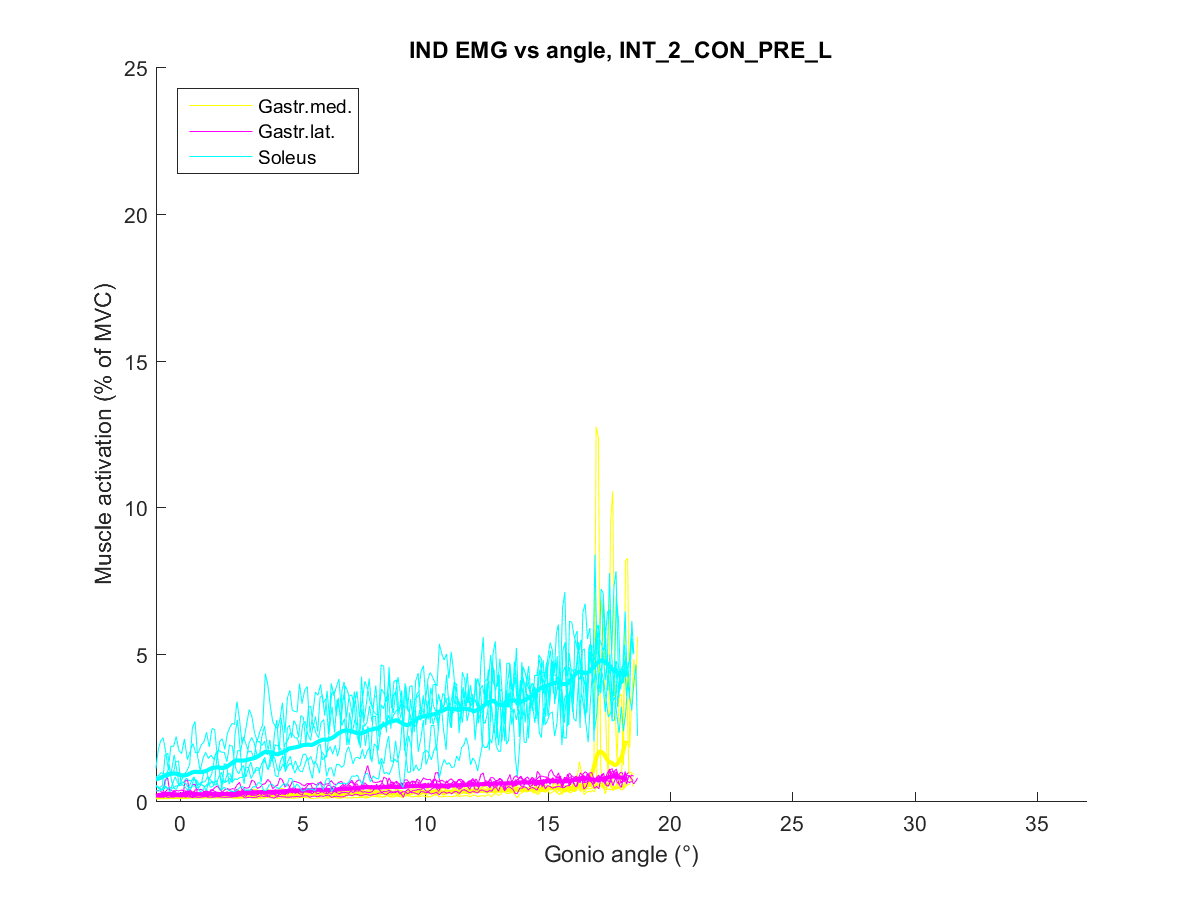 IND EMG vs angle, INT_2_CON_PRE_L
25
Gastr.med.
Gastr.lat.
Soleus
20
15
10
5
0
Muscle activation (% of MVC)
0 5 10 15 20 25 30 35
Gonio angle (°)